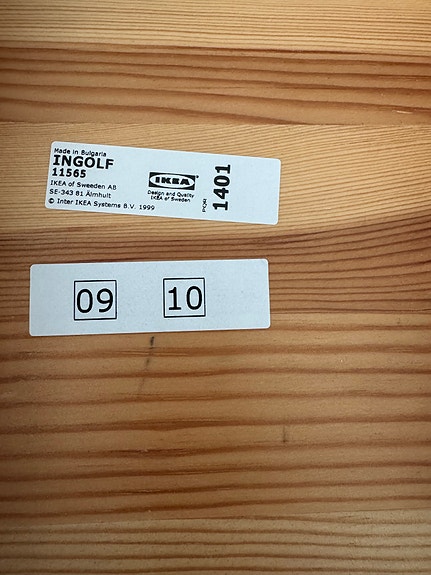 Made in Bulgaria
INGOLF
11565
IKEA of Sweden AB
SE-343 81 Älmhult
© Inter IKEA Systems B.V. 1999
IKEA®
Design and Quality
IKEA of Sweden
PQR
1401
09 10